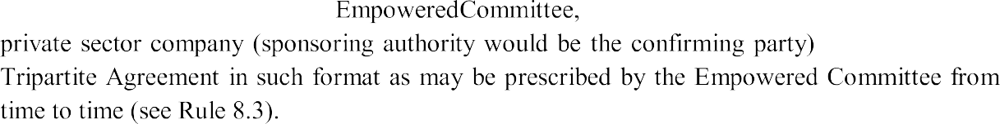 EmpoweredCommittee,
private sector company (sponsoring authority would be the confirming party)
Tripartite Agreement in such format as may be prescribed by the Empowered Committee from
time to time (see Rule 8.3).